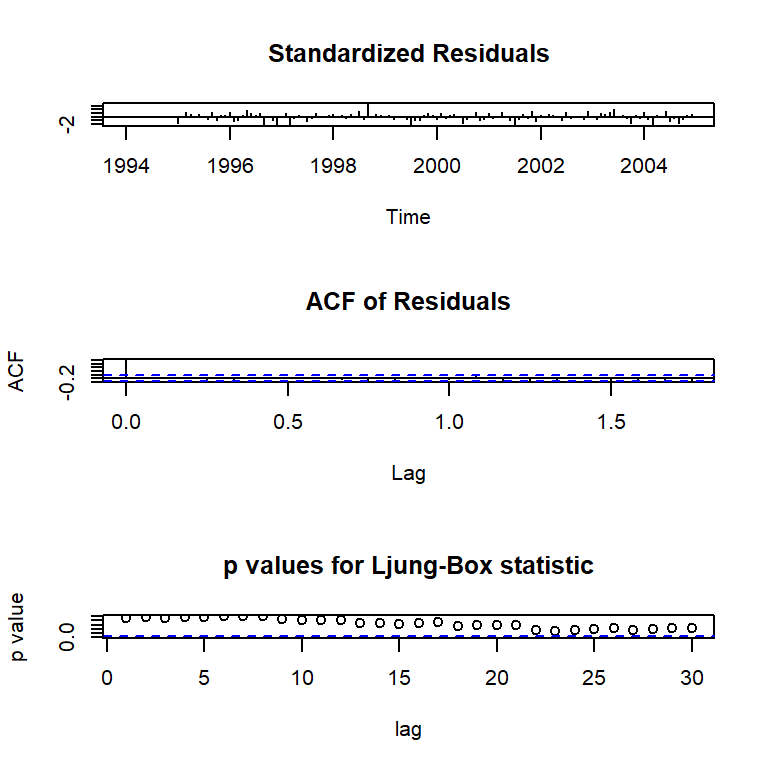 Standardized Residuals
-2
1994 1996 1998 2000 2002 2004
Time
ACF of Residuals
ACF
-0.2
0.0 0.5 1.0 1.5
Lag
p values for Ljung-Box statistic
p value
0.0
0 5 10 15 20 25 30
lag